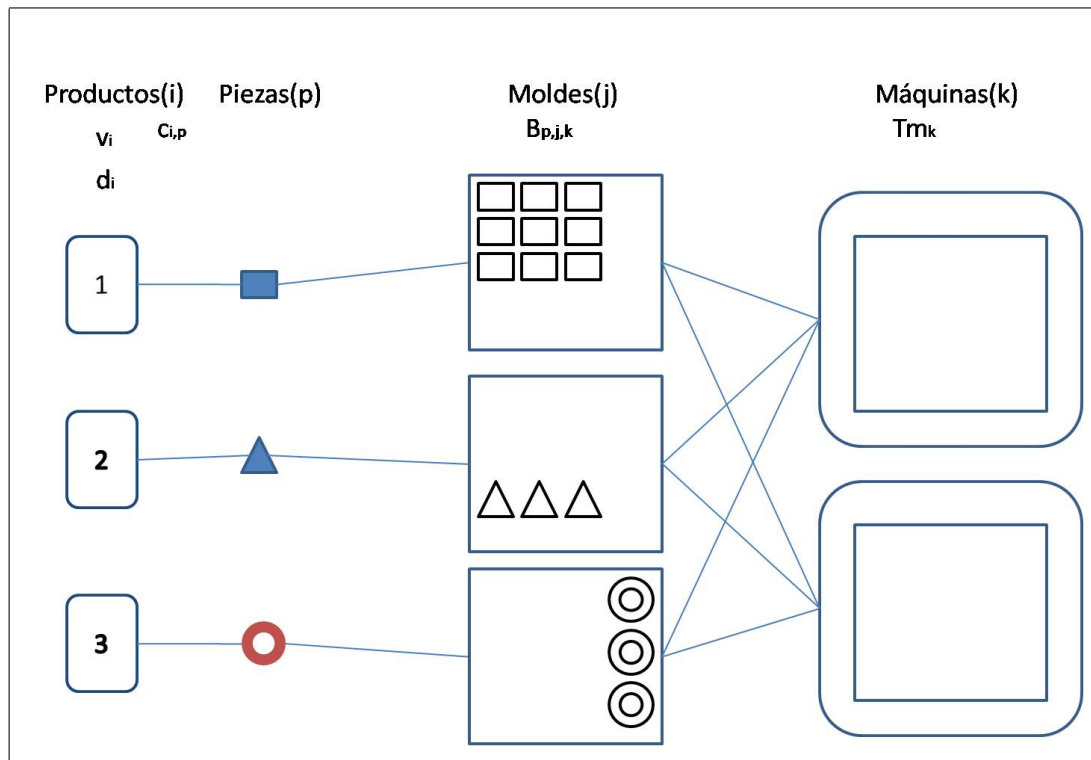 Productos(i) Piezas(p) Moldes(j) Máquinas(k)
vi Ci,p Bp,j,k Tmk
di
1
2
3